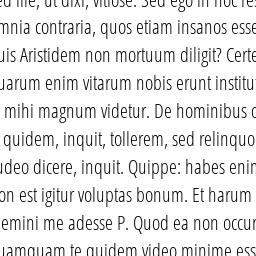 ed ille, ut dixi, vitiose. Sed ego in hoc res
mnia contraria, quos etiam insanos esse
uis Aristidem non mortuum diligit? Certe
uarum enim vitarum nobis erunt institu
mihi magnum videtur. De hominibus d
quidem, inquit, tollerem, sed relinquo
udeo dicere, inquit. Quippe: habes enim
on est igitur voluptas bonum. Et harum
emini me adesse P. Quod ea non occur
uamquam te quidem video minime esse